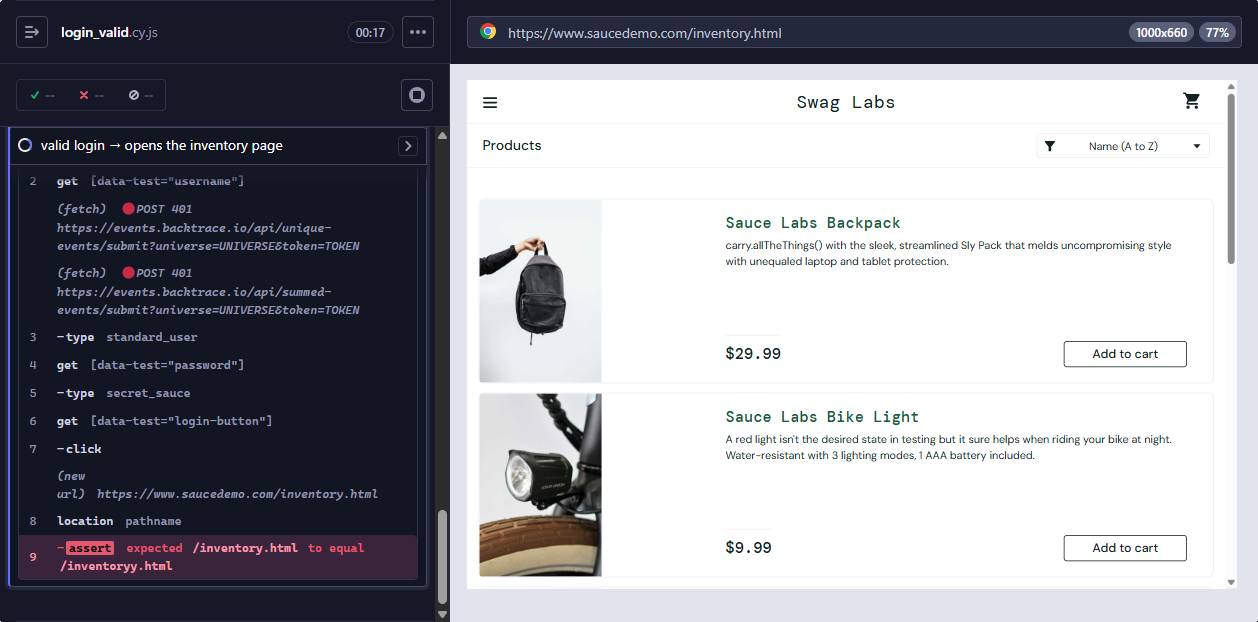 login_valid.cy.js
00:17
--
--
--
valid login → opens the inventory page
2 get [data-test="username"]
(fetch) POST 401
https://events.backtrace.io/api/unique-
events/submit?universe=UNIVERSE&token=TOKEN
(fetch) POST 401
https://events.backtrace.io/api/summed-
events/submit?universe=UNIVERSE&token=TOKEN
3 -type standard_user
4 get [data-test="password"]
5 -type secret_sauce
6 get [data-test="login-button"]
7 -click
(new
url) https://www.saucedemo.com/inventory.html
8 location pathname
9 -assert expected /inventory.html to equal
/inventoryy.html
https://www.saucedemo.com/inventory.html
1000x660
77%
Swag Labs
Products
Name (A to Z)
Sauce Labs Backpack
carry.allTheThings() with the sleek, streamlined Sly Pack that melds uncompromising style
with unequaled laptop and tablet protection.
$29.99
Add to cart
Sauce Labs Bike Light
A red light isn't the desired state in testing but it sure helps when riding your bike at night.
Water-resistant with 3 lighting modes, 1 AAA battery included.
$9.99
Add to cart